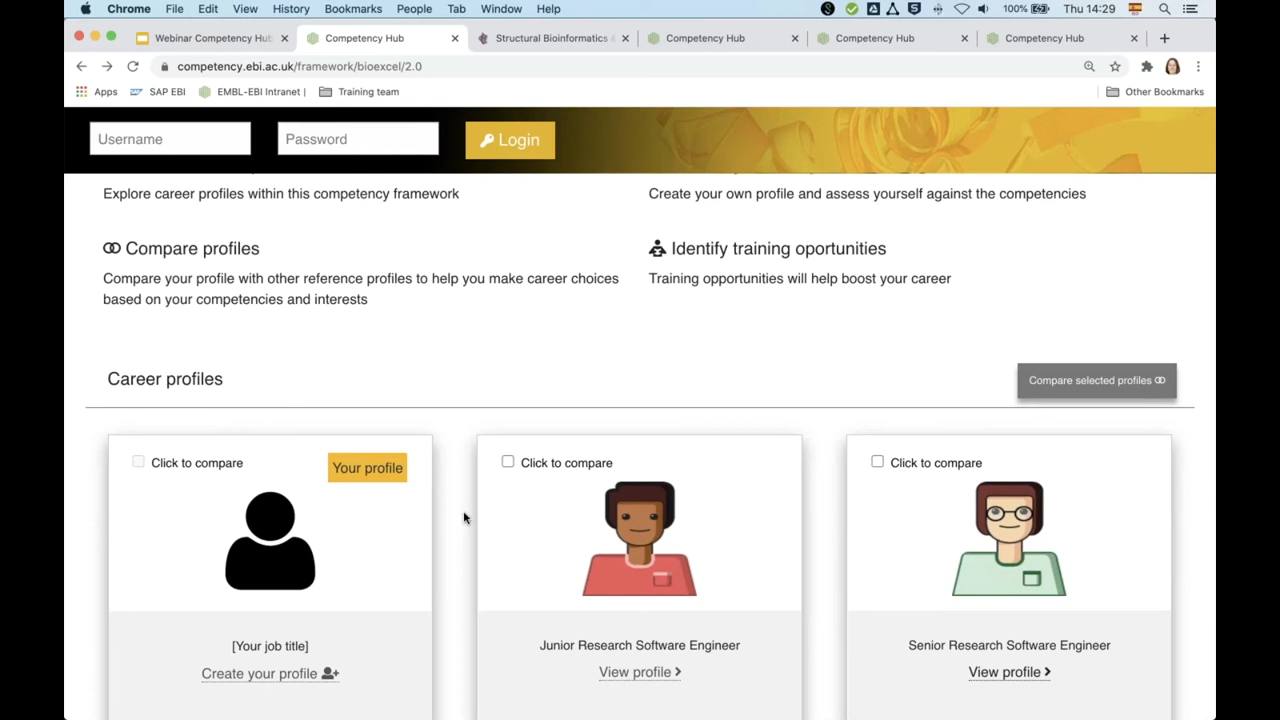 Chrome File Edit View History Bookmarks People Tab Window Help 100% Thu 14:29
Webinar Competency Hub Competency Hub Structural Bioinformatics Competency Hub Competency Hub Competency Hub
competency.ebi.ac.uk/framework/bioexcel/2.0
Apps SAP EBI EMBL-EBI Intranet | Training team Other Bookmarks
Username Password Login
Explore career profiles within this competency framework
Create your own profile and assess yourself against the competencies
Compare profiles
Compare your profile with other reference profiles to help you make career choices
based on your competencies and interests
Identify training oportunities
Training opportunities will help boost your career
Career profiles
Compare selected profiles
Click to compare
Your profile
[Your job title]
Create your profile
Click to compare
Junior Research Software Engineer
View profile
Click to compare
Senior Research Software Engineer
View profile